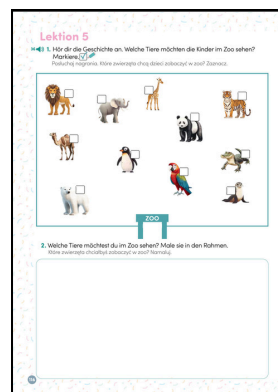 Lektion 5
1. Hör dir die Geschichte an. Welche Tiere möchten die Kinder im Zoo sehen?
Markiere.
Posłuchaj nagrania. Które zwierzęta chcą dzieci zobaczyć w zoo? Zaznacz.
ZOO
2. Welche Tiere möchtest du im Zoo sehen? Male sie in den Rahmen.
Które zwierzęta chciałbyś zobaczyć w zoo? Namaluj.